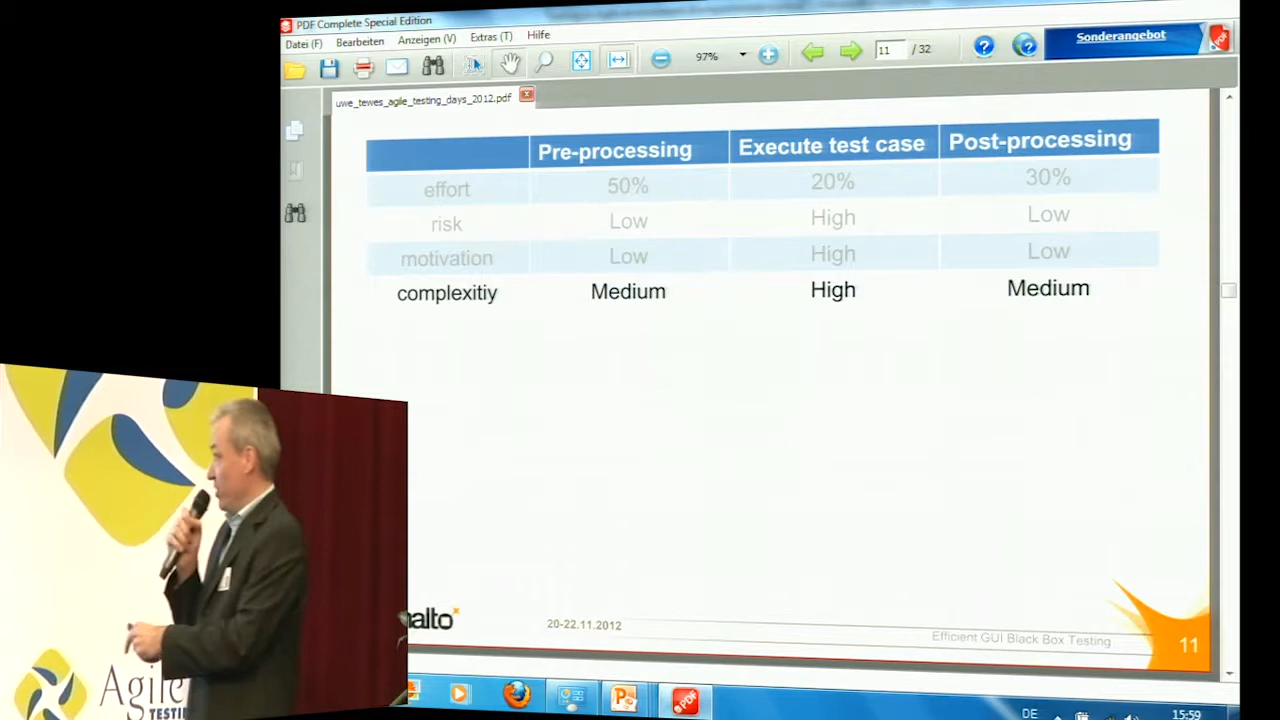 PDF Complete Special Edition
Datei (F) Bearbeiten Anzeigen (V) Extras (T) Hilfe
97% 11 / 32 Sonderangebot
uwe_tewes_agile_testing_days_2012.pdf
Pre-processing Execute test case Post-processing
effort 50% 20% 30%
risk Low High Low
motivation Low High Low
complexitiy Medium High Medium
alto
20-22.11.2012
Efficient GUI Black Box Testing
11
Agile
TESTIN
DE 15:59